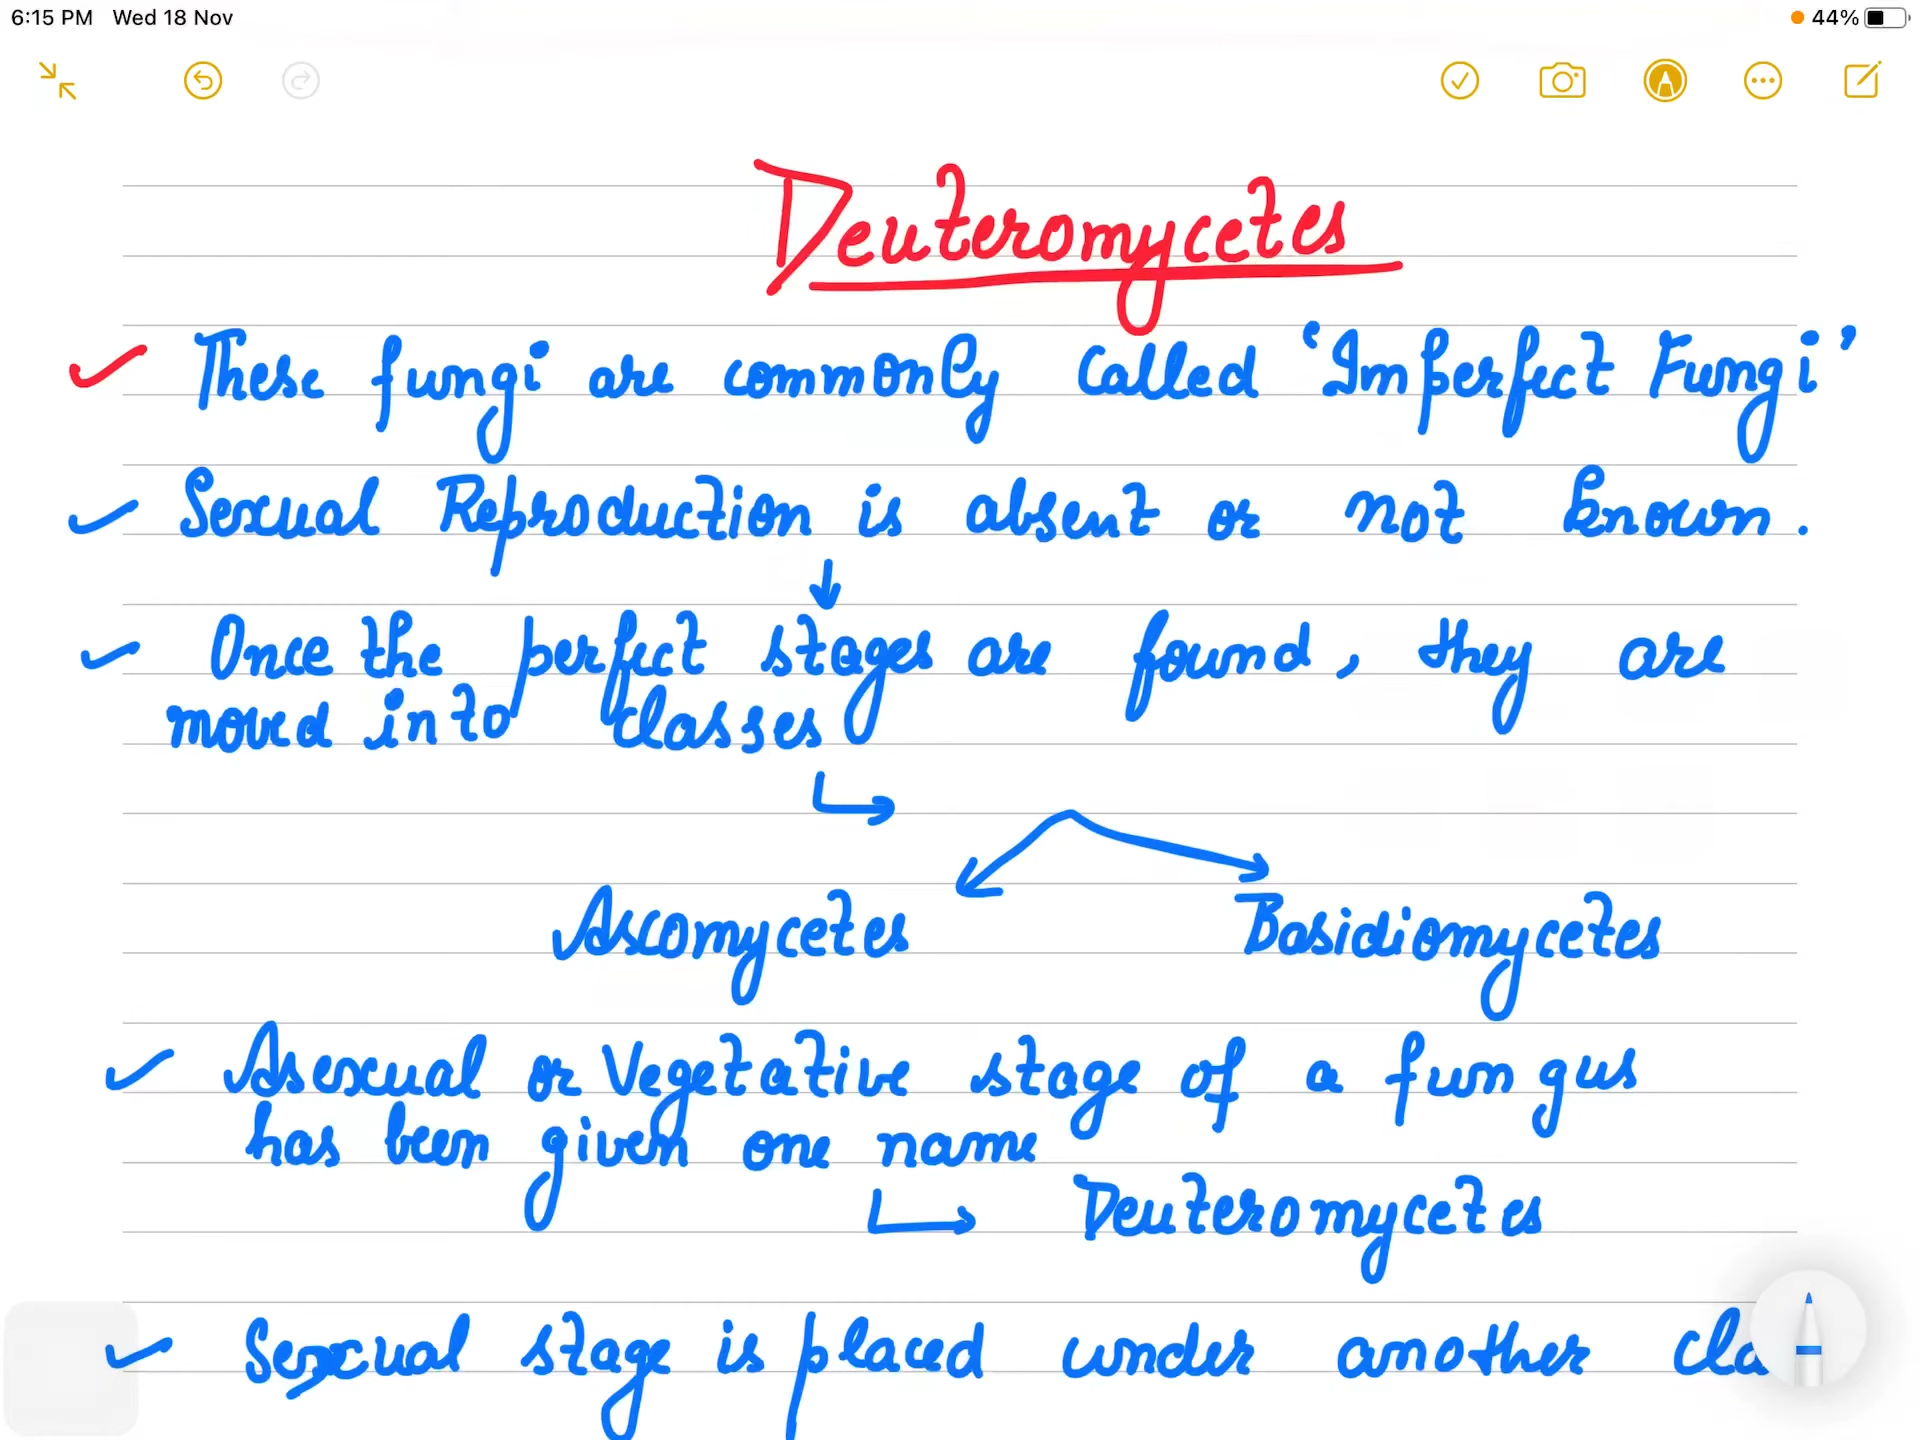 6:15 PM Wed 18 Nov
44%
Deuteromycetes
These fungi are commonly called 'Imperfect Fungi'
Sexual Reproduction is absent or not known.
Once the perfect stages are found, they are
moved into classes
Ascomycetes Basidiomycetes
Asexual or Vegetative stage of a fungus
has been given one name
Deuteromycetes
Sexual stage is placed under another